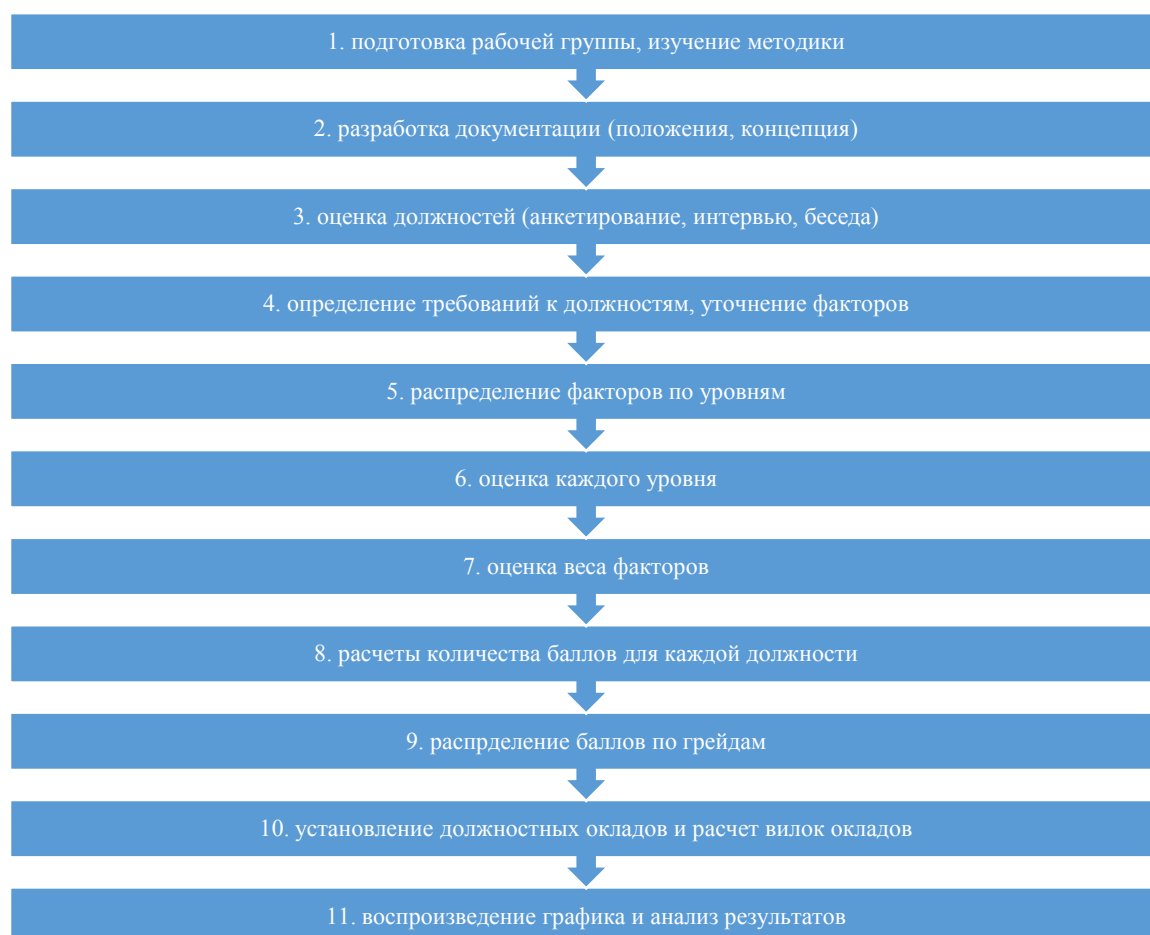 1. подготовка рабочей группы, изучение методики
2. разработка документации (положения, концепция)
3. оценка должностей (анкетирование, интервью, беседа)
4. определение требований к должностям, уточнение факторов
5. распределение факторов по уровням
6. оценка каждого уровня
7. оценка веса факторов
8. расчеты количества баллов для каждой должности
9. распрделение баллов по грейдам
10. установление должностных окладов и расчет вилок окладов
11. воспроизведение графика и анализ результатов